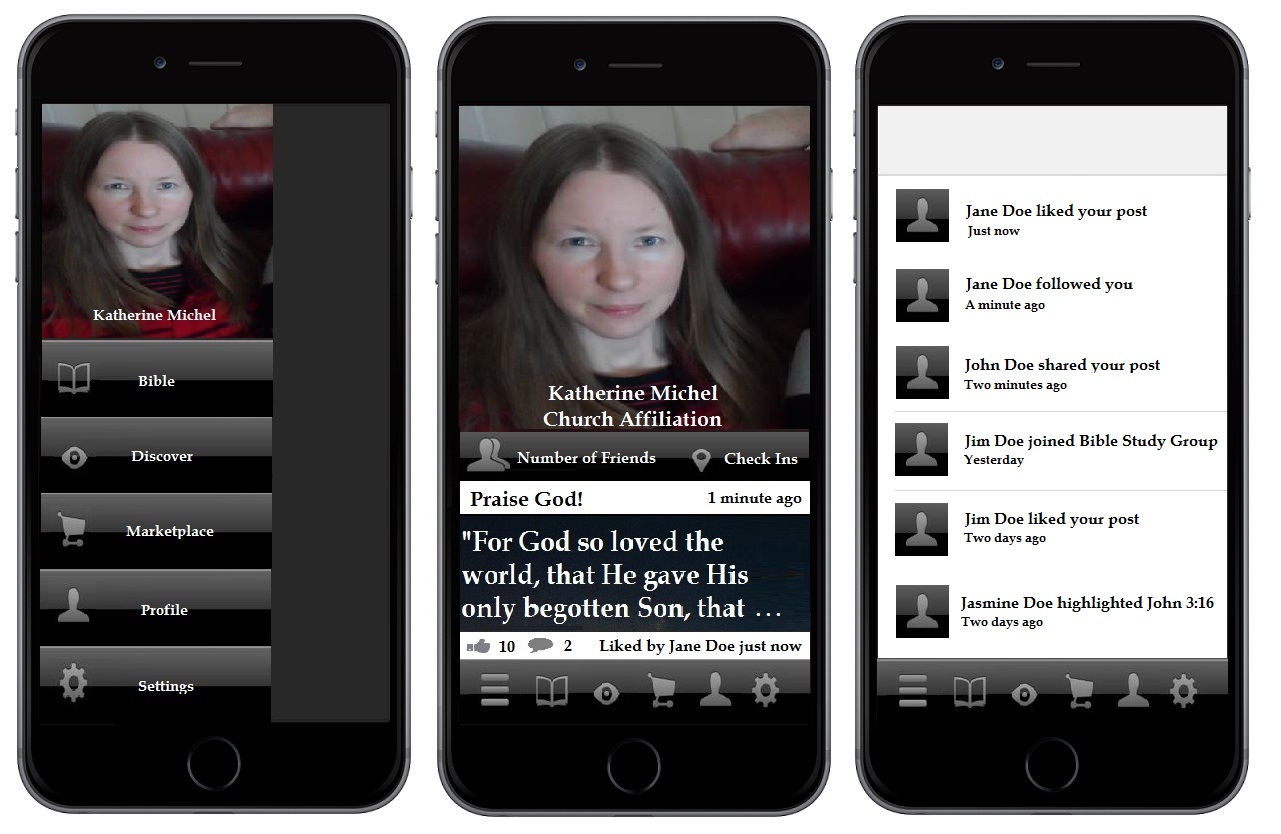 Katherine Michel
Bible
Discover
Marketplace
Profile
Settings
Katherine Michel
Church Affiliation
Number of Friends
Check Ins
Praise God!
1 minute ago
"For God so loved the
world, that He gave His
only begotten Son, that ...
10
2
Liked by Jane Doe just now
Jane Doe liked your post
Just now
Jane Doe followed you
A minute ago
John Doe shared your post
Two minutes ago
Jim Doe joined Bible Study Group
Yesterday
Jim Doe liked your post
Two days ago
Jasmine Doe highlighted John 3:16
Two days ago